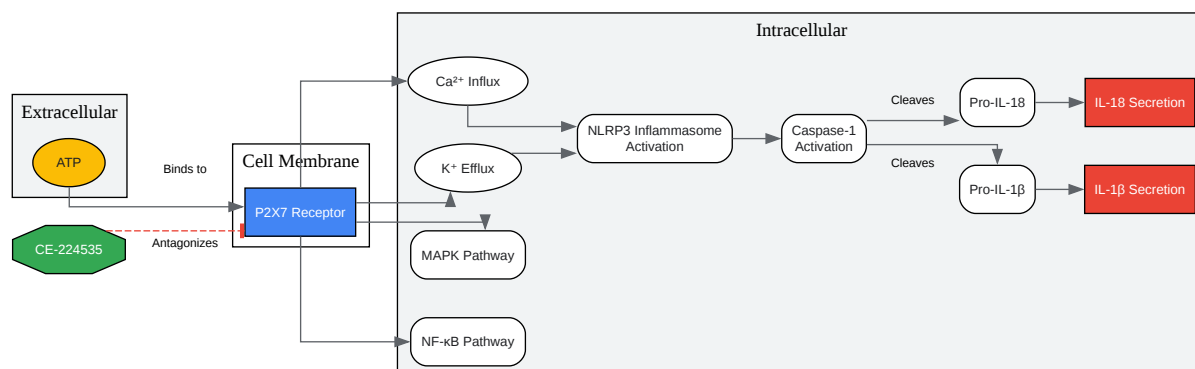 Intracellular
Ca²⁺ Influx
Extracellular
ATP
Binds to
Cell Membrane
P2X7 Receptor
CE-224535
Antagonizes
K⁺ Efflux
MAPK Pathway
NF-κB Pathway
NLRP3 Inflammasome
Activation
Caspase-1
Activation
Cleaves
Pro-IL-18
IL-18 Secretion
Cleaves
Pro-IL-1β
IL-1β Secretion